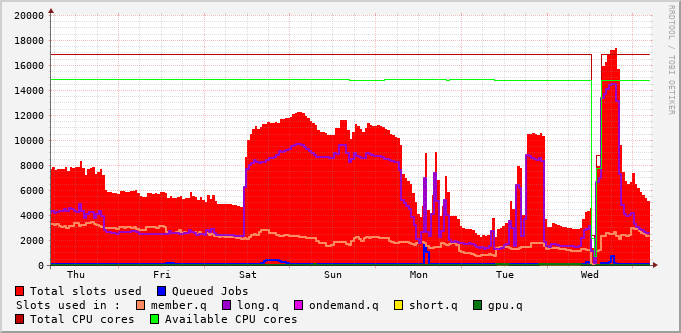 20000
18000
16000
14000
12000
10000
8000
6000
4000
2000
0
Thu Fri Sat Sun Mon Tue Wed
RRDTOOL / TOBI OETIKER
Total slots used Queued Jobs
Slots used in : member.q long.q ondemand.q short.q gpu.q
Total CPU cores Available CPU cores